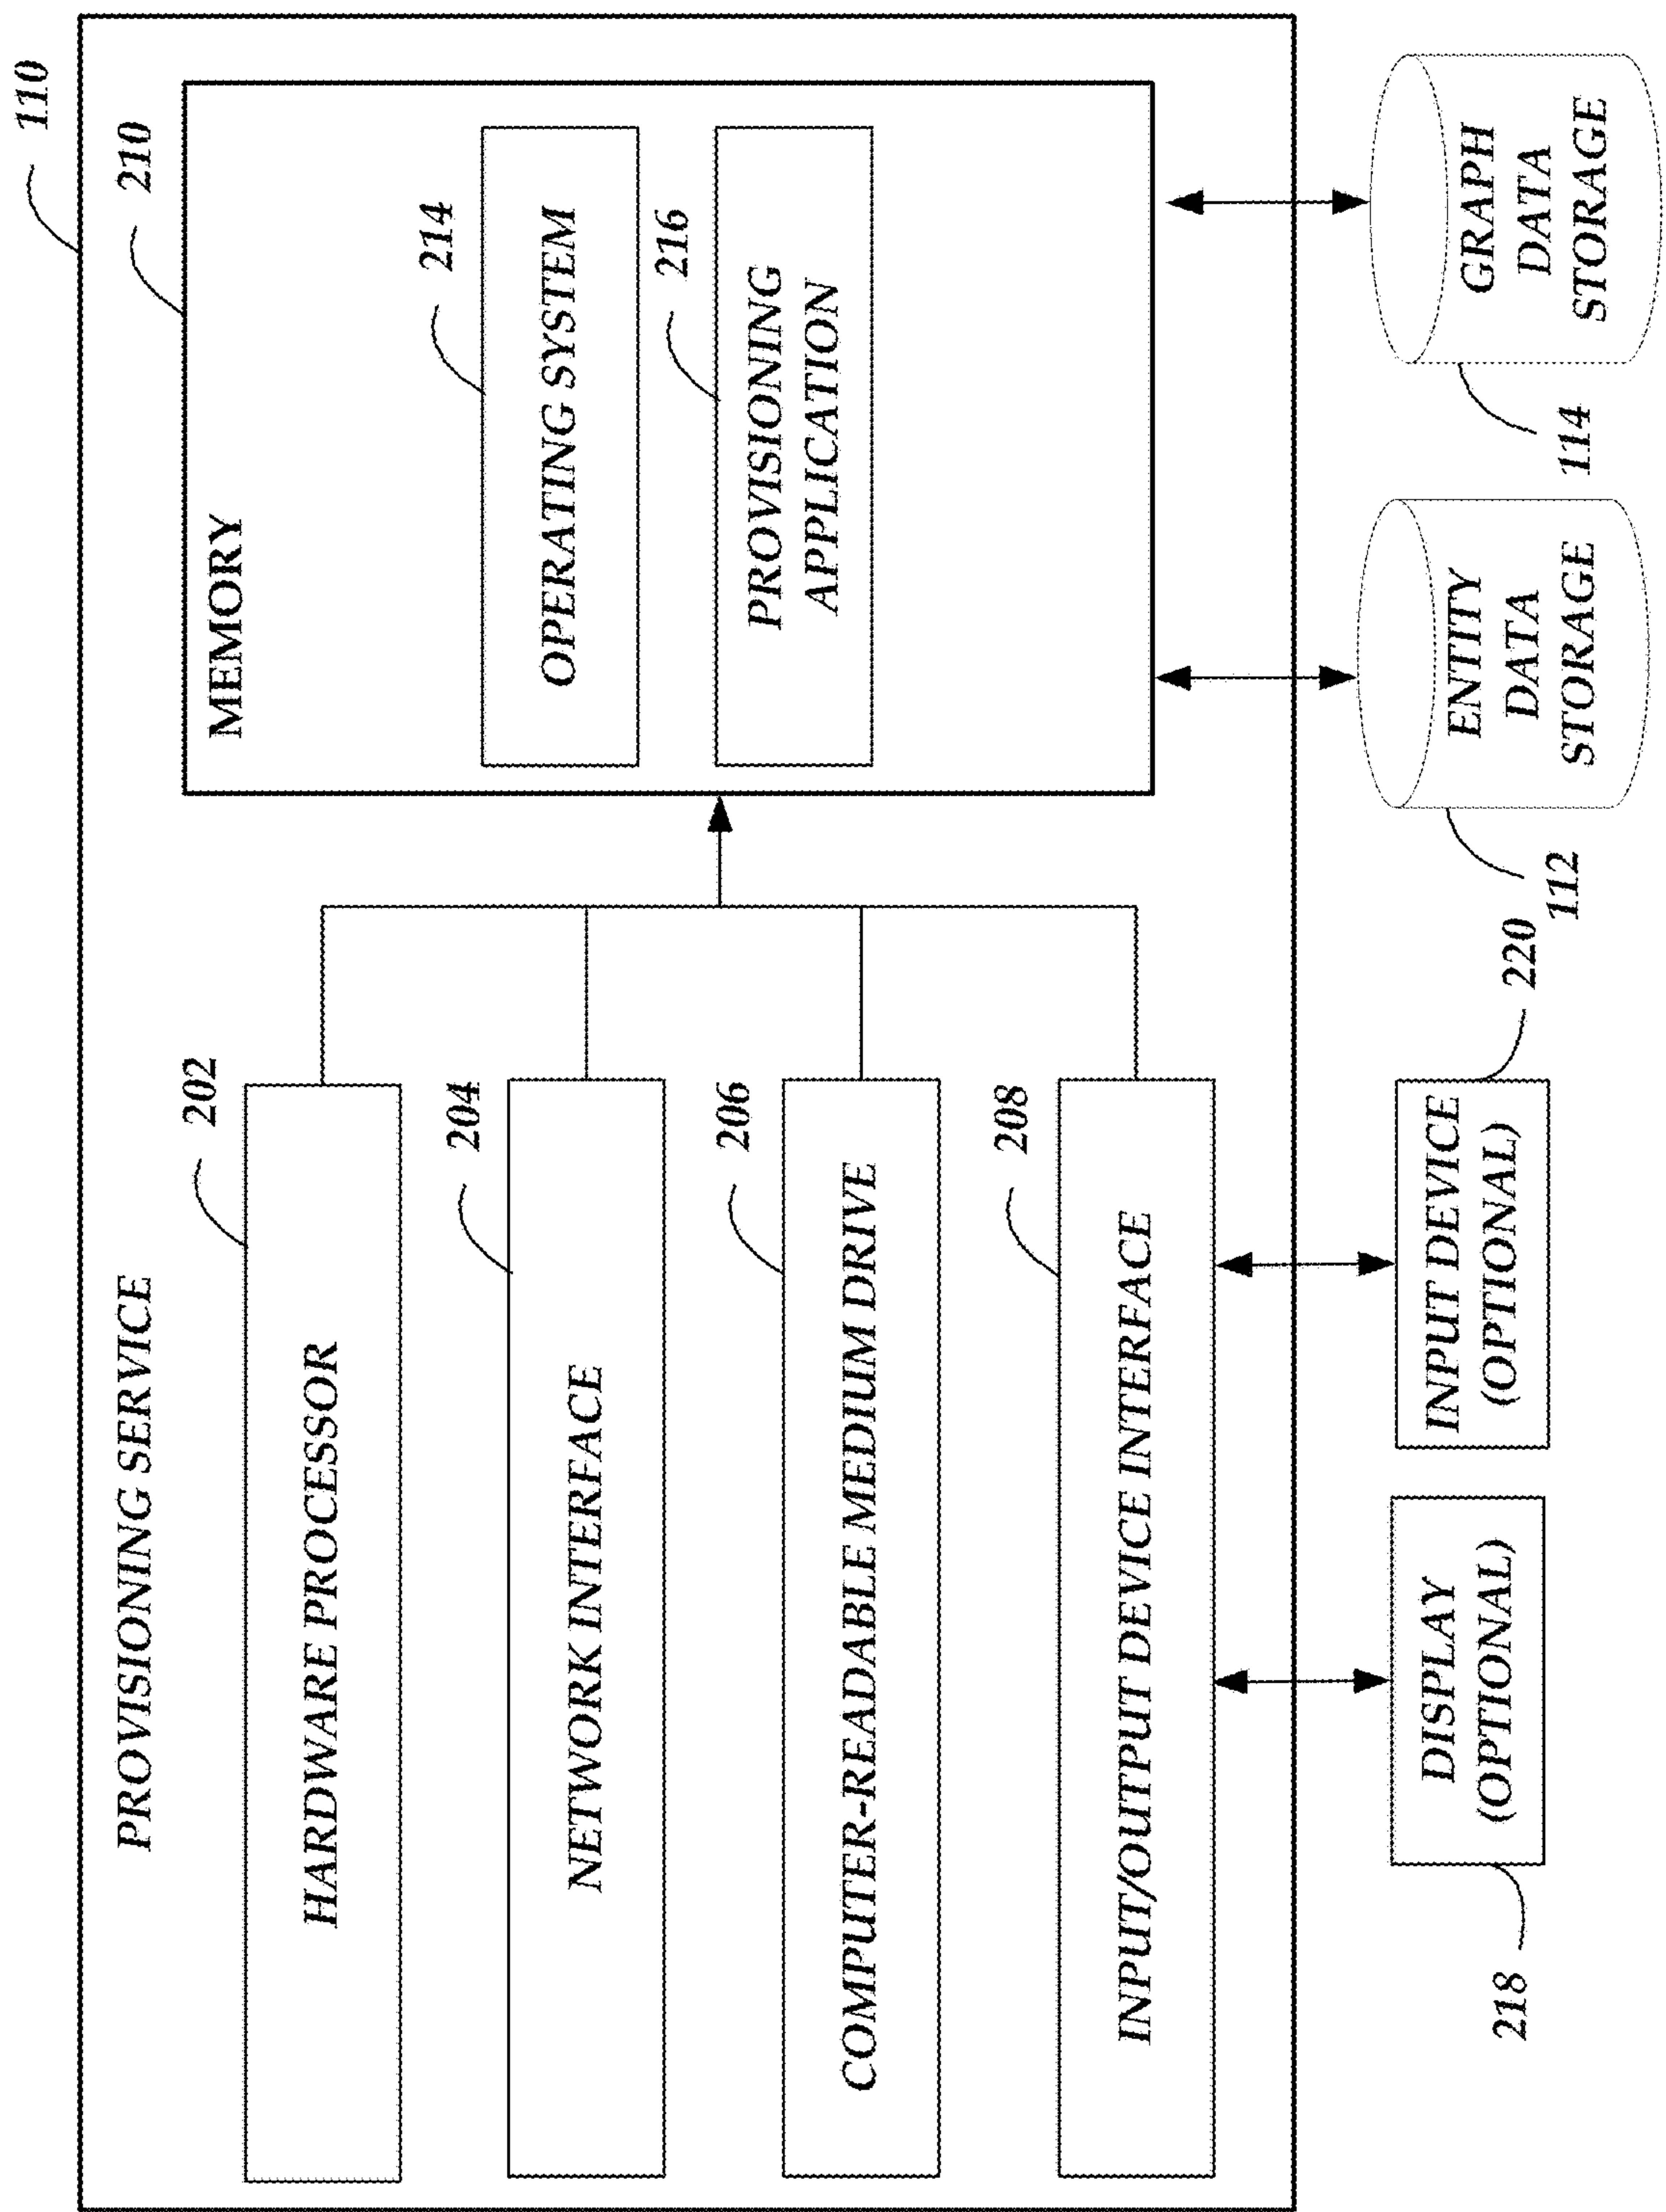 110
PROVISIONING SERVICE
210
MEMORY
202
HARDWARE PROCESSOR
204
NETWORK INTERFACE
206
COMPUTER-READABLE MEDIUM DRIVE
208
INPUT/OUTPUT DEVICE INTERFACE
214
OPERATING SYSTEM
216
PROVISIONING
APPLICATION
218
DISPLAY
(OPTIONAL)
220
INPUT DEVICE
(OPTIONAL)
112
ENTITY
DATA
STORAGE
114
GRAPH
DATA
STORAGE